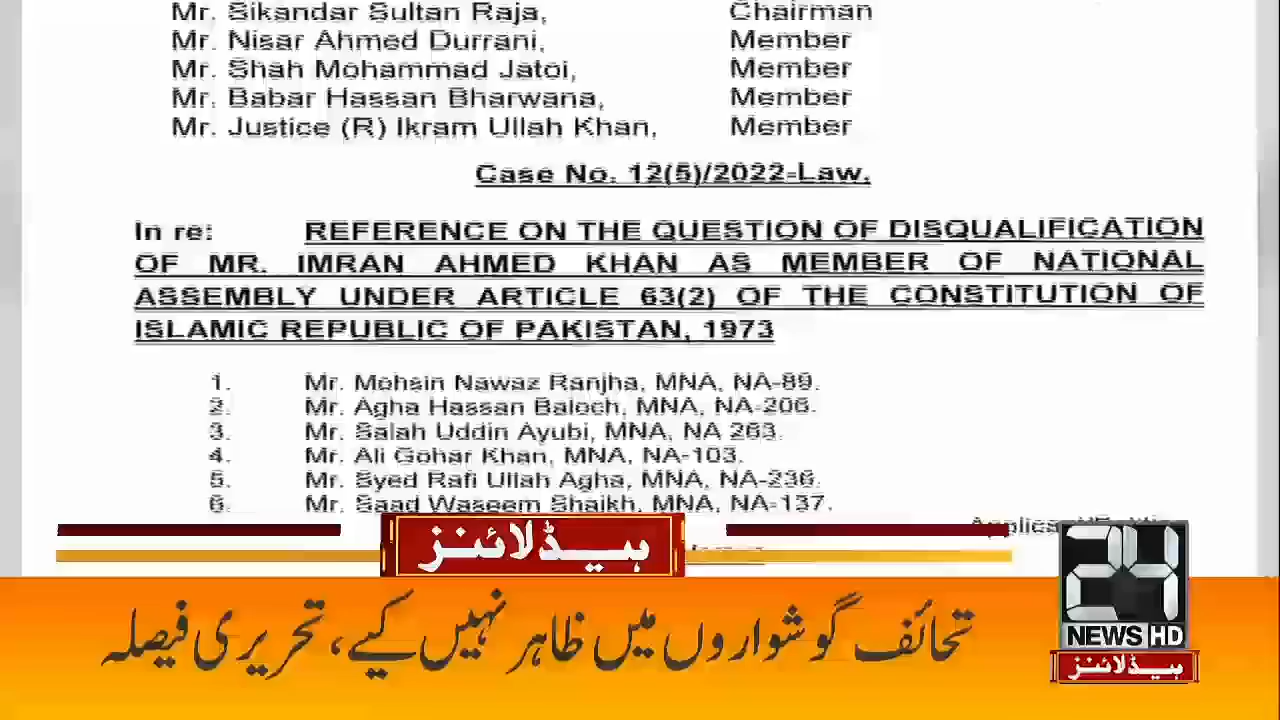 Mr. Sikandar Sultan Raja, Chairman
Mr. Nisar Ahmed Durrani, Member
Mr. Shah Mohammad Jatoi, Member
Mr. Babar Hassan Bharwana, Member
Mr. Justice (R) Ikram Ullah Khan, Member
Case No. 12(5)/2022-Law.
In re: REFERENCE ON THE QUESTION OF DISQUALIFICATION
OF MR. IMRAN AHMED KHAN AS MEMBER OF NATIONAL
ASSEMBLY UNDER ARTICLE 63(2) OF THE CONSTITUTION OF
ISLAMIC REPUBLIC OF PAKISTAN, 1973
1. Mr. Mohsin Nawaz Ranjha, MNA, NA-89.
2. Mr. Agha Hassan Baloch, MNA, NA-206.
3. Mr. Salah Uddin Ayubi, MNA, NA 263.
4. Mr. Ali Gohar Khan, MNA, NA-103.
5. Mr. Syed Rafi Ullah Agha, MNA, NA-236.
6. Mr. Saad Waseem Shaikh, MNA, NA-137.
ہیڈلائنز
24
NEWS HD
ہیڈلائنز
تحائف گوشواروں میں ظاہر نہیں کیے، تحریری فیصلہ